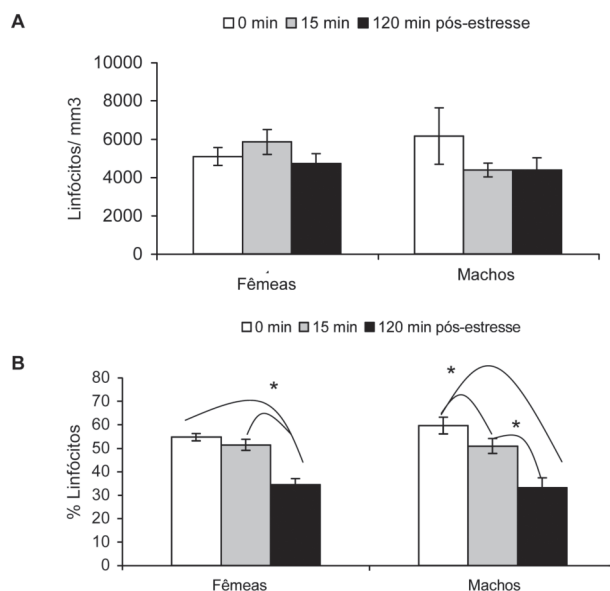 A
0 min 15 min 120 min pós-estresse
Linfócitos/ mm3
10000
8000
6000
4000
2000
0
Fêmeas
Machos
0 min 15 min 120 min pós-estresse
B
% Linfócitos
80
70
60
50
40
30
20
10
0
*
*
*
Fêmeas
Machos